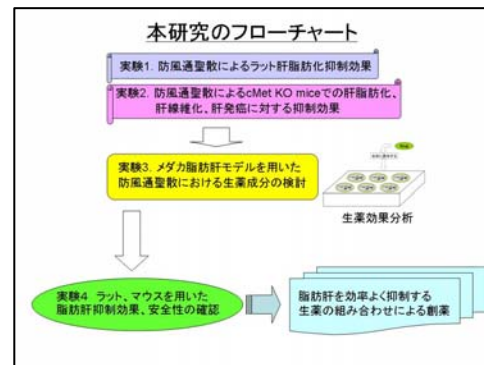 本研究のフローチャート
実験1. 防風通聖散によるラット肝脂肪化抑制効果
実験2. 防風通聖散によるcMet KO miceでの肝脂肪化、
肝線維化、肝発癌に対する抑制効果
実験3. メダカ脂肪肝モデルを用いた
防風通聖散における生薬成分の検討
生薬効果分析
実験4 ラット、マウスを用いた
脂肪肝抑制効果、安全性の確認
脂肪肝を効率よく抑制する
生薬の組み合わせによる創薬